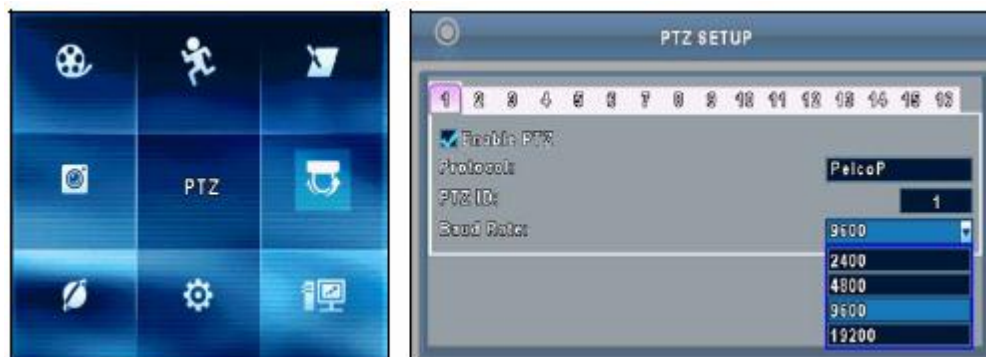 PTZ
PTZ SETUP
1 2 3 4 5 6 7 8 9 10 11 12 13 14 15 16
Enable PTZ
Protocol: PelcoP
PTZ ID: 1
Baud Rate: 9600
2400
4800
9600
19200